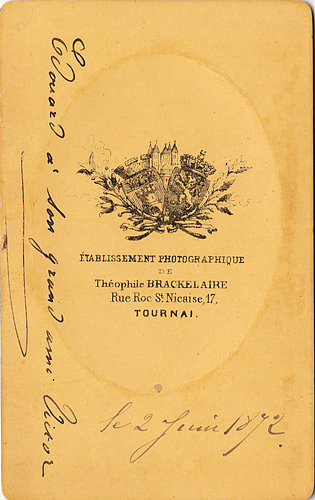 Edouard à son grand ami Victor
ÉTABLISSEMENT PHOTOGRAPHIQUE
DE
Théophile BRACKELAIRE
Rue Roc St Nicaise, 17,
TOURNAI.
le 2 Juin 1872.